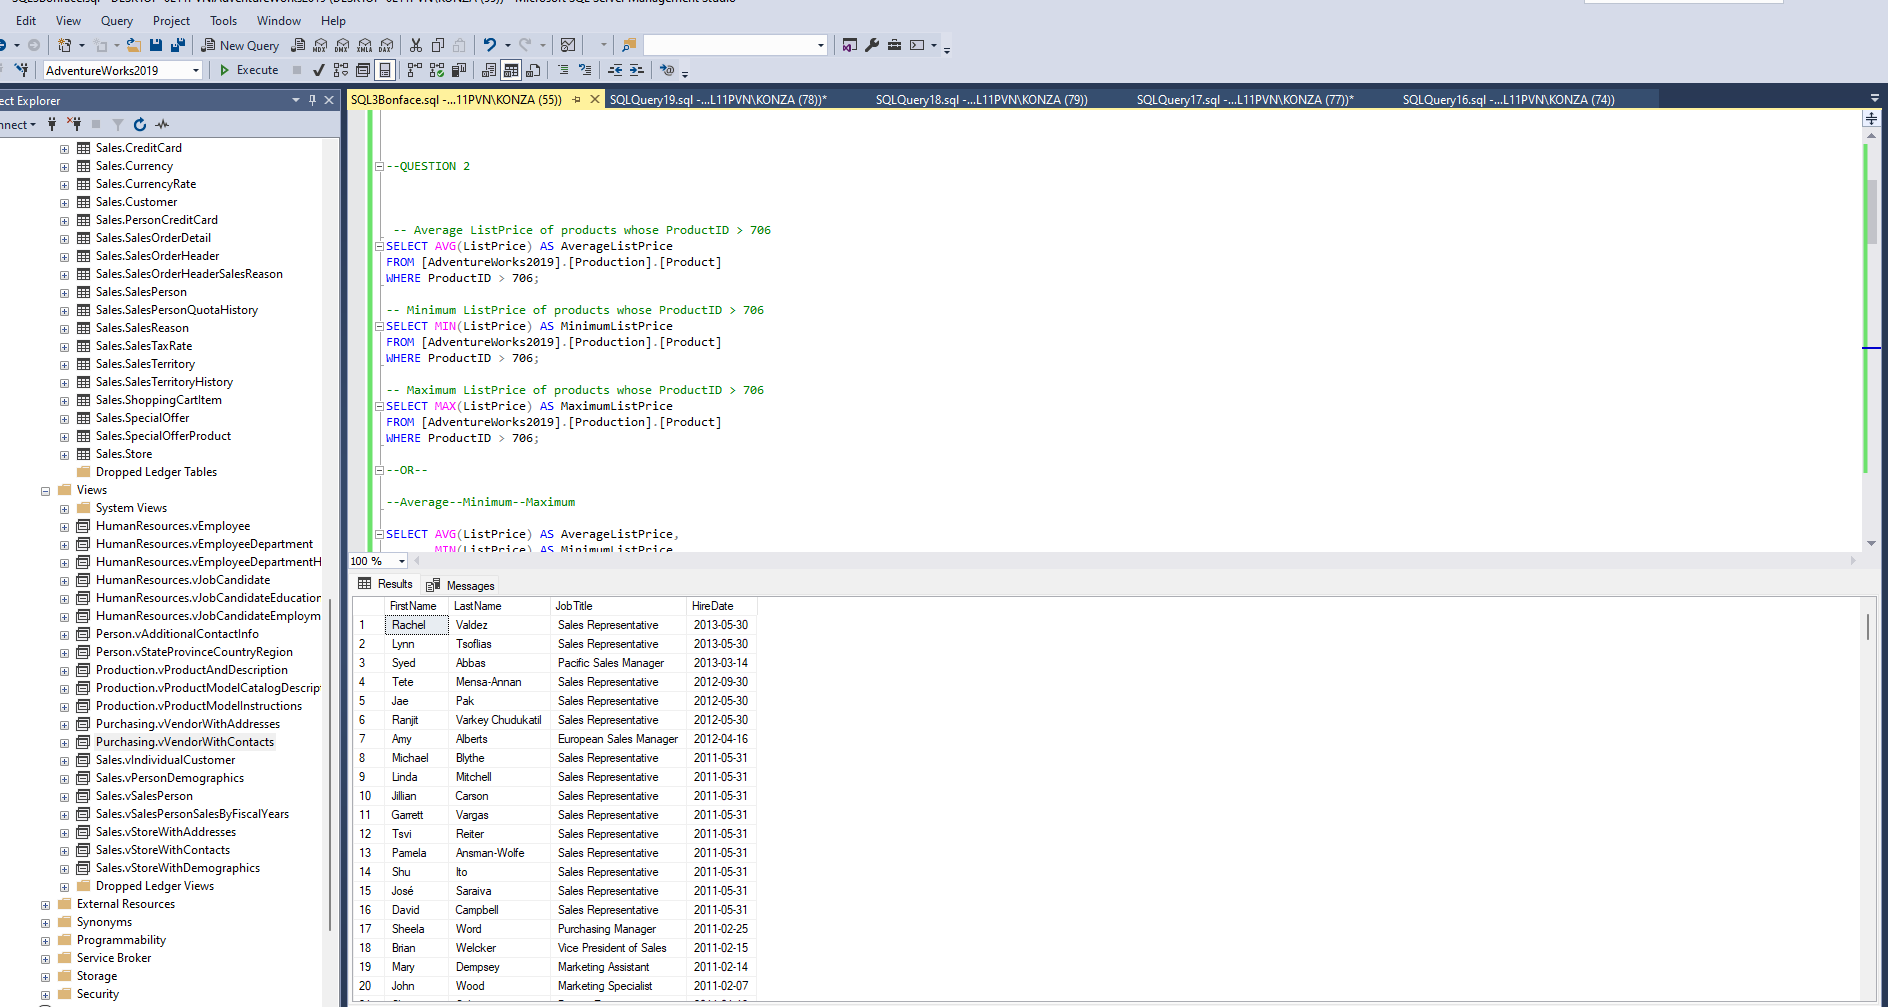 Edit View Query Project Tools Window Help
New Query MDX DMX XMLA DAX
AdventureWorks2019 Execute
ect Explorer
nnect
Sales.CreditCard
Sales.Currency
Sales.CurrencyRate
Sales.Customer
Sales.PersonCreditCard
Sales.SalesOrderDetail
Sales.SalesOrderHeader
Sales.SalesOrderHeaderSalesReason
Sales.SalesPerson
Sales.SalesPersonQuotaHistory
Sales.SalesReason
Sales.SalesTaxRate
Sales.SalesTerritory
Sales.SalesTerritoryHistory
Sales.ShoppingCartItem
Sales.SpecialOffer
Sales.SpecialOfferProduct
Sales.Store
Dropped Ledger Tables
Views
System Views
HumanResources.vEmployee
HumanResources.vEmployeeDepartment
HumanResources.vEmployeeDepartmentH
HumanResources.vJobCandidate
HumanResources.vJobCandidateEducation
HumanResources.vJobCandidateEmploym
Person.vAdditionalContactInfo
Person.vStateProvinceCountryRegion
Production.vProductAndDescription
Production.vProductModelCatalogDescrip
Production.vProductModelInstructions
Purchasing.vVendorWithAddresses
Purchasing.vVendorWithContacts
Sales.vIndividualCustomer
Sales.vPersonDemographics
Sales.vSalesPerson
Sales.vSalesPersonSalesByFiscalYears
Sales.vStoreWithAddresses
Sales.vStoreWithContacts
Sales.vStoreWithDemographics
Dropped Ledger Views
External Resources
Synonyms
Programmability
Service Broker
Storage
Security
SQL3Bonface.sql -...11PVN\KONZA (55)) SQLQuery19.sql -...L11PVN\KONZA (78))* SQLQuery18.sql -...L11PVN\KONZA (79)) SQLQuery17.sql -...L11PVN\KONZA (77))* SQLQuery16.sql -...L11PVN\KONZA (74))
--QUESTION 2
-- Average ListPrice of products whose ProductID > 706
SELECT AVG(ListPrice) AS AverageListPrice
FROM [AdventureWorks2019].[Production].[Product]
WHERE ProductID > 706;
-- Minimum ListPrice of products whose ProductID > 706
SELECT MIN(ListPrice) AS MinimumListPrice
FROM [AdventureWorks2019].[Production].[Product]
WHERE ProductID > 706;
-- Maximum ListPrice of products whose ProductID > 706
SELECT MAX(ListPrice) AS MaximumListPrice
FROM [AdventureWorks2019].[Production].[Product]
WHERE ProductID > 706;
--OR--
--Average--Minimum--Maximum
SELECT AVG(ListPrice) AS AverageListPrice,
MIN(ListPrice) AS MinimumListPrice
100 %
Results Messages
FirstName LastName JobTitle HireDate
1 Rachel Valdez Sales Representative 2013-05-30
2 Lynn Tsoflias Sales Representative 2013-05-30
3 Syed Abbas Pacific Sales Manager 2013-03-14
4 Tete Mensa-Annan Sales Representative 2012-09-30
5 Jae Pak Sales Representative 2012-05-30
6 Ranjit Varkey Chudukatil Sales Representative 2012-05-30
7 Amy Alberts European Sales Manager 2012-04-16
8 Michael Blythe Sales Representative 2011-05-31
9 Linda Mitchell Sales Representative 2011-05-31
10 Jillian Carson Sales Representative 2011-05-31
11 Garrett Vargas Sales Representative 2011-05-31
12 Tsvi Reiter Sales Representative 2011-05-31
13 Pamela Ansman-Wolfe Sales Representative 2011-05-31
14 Shu Ito Sales Representative 2011-05-31
15 José Saraiva Sales Representative 2011-05-31
16 David Campbell Sales Representative 2011-05-31
17 Sheela Word Purchasing Manager 2011-02-25
18 Brian Welcker Vice President of Sales 2011-02-15
19 Mary Dempsey Marketing Assistant 2011-02-14
20 John Wood Marketing Specialist 2011-02-07